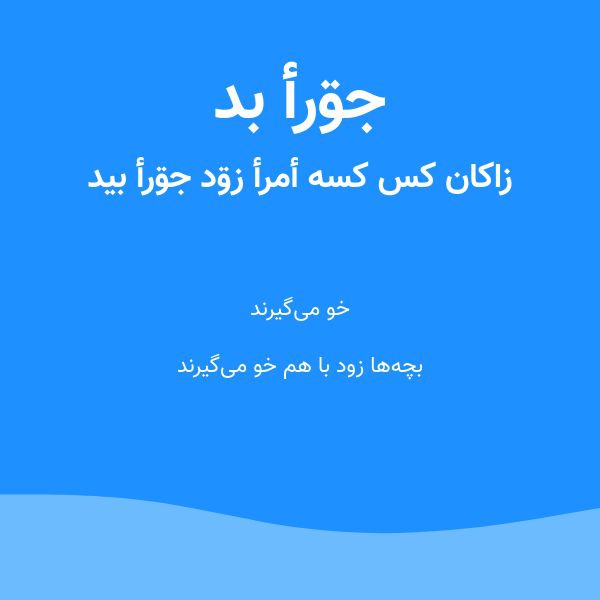 جۊرأ بد
زاکان کس کسه أمرأ زۊد جۊرأ بید
خو می‌گیرند
بچه‌ها زود با هم خو می‌گیرند